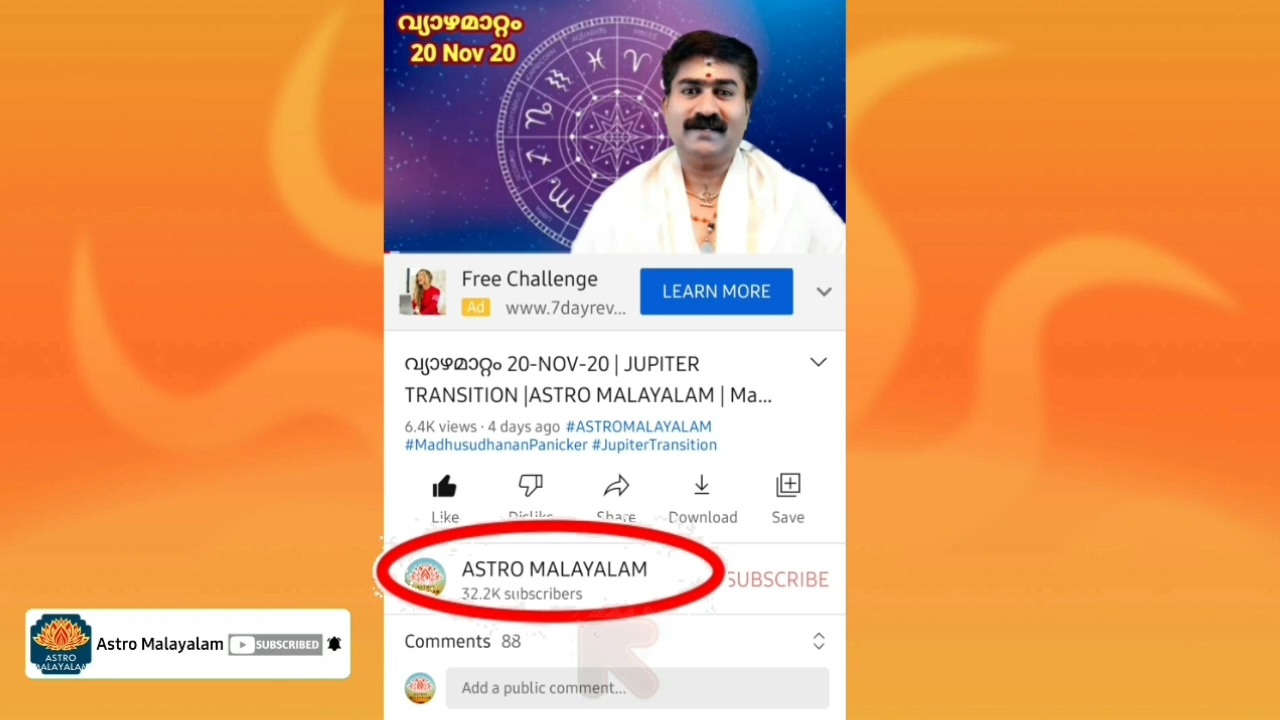 വ്യാഴമാറ്റം
20 Nov 20
Free Challenge
LEARN MORE
Ad www.7dayrev...
വ്യാഴമാറ്റം 20-NOV-20 | JUPITER
TRANSITION |ASTRO MALAYALAM | Ma...
6.4K views · 4 days ago #ASTROMALAYALAM
#MadhusudhananPanicker #JupiterTransition
Like Dislike Share Download Save
ASTRO MALAYALAM
32.2K subscribers
SUBSCRIBE
Comments 88
Add a public comment...
ASTRO
MALAYALAM
Astro Malayalam SUBSCRIBED